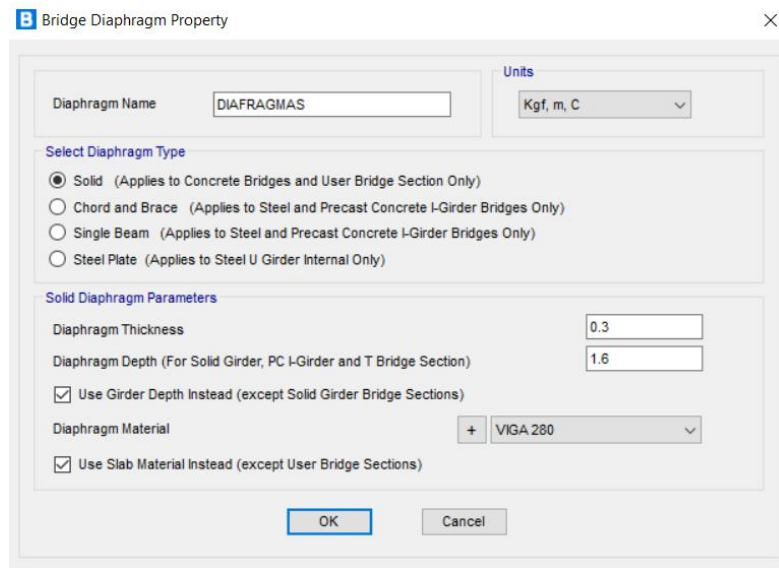 B Bridge Diaphragm Property
Units
Diaphragm Name DIAFRAGMAS Kgf, m, C
Select Diaphragm Type
Solid (Applies to Concrete Bridges and User Bridge Section Only)
Chord and Brace (Applies to Steel and Precast Concrete I-Girder Bridges Only)
Single Beam (Applies to Steel and Precast Concrete I-Girder Bridges Only)
Steel Plate (Applies to Steel U Girder Internal Only)
Solid Diaphragm Parameters
Diaphragm Thickness 0.3
Diaphragm Depth (For Solid Girder, PC I-Girder and T Bridge Section) 1.6
Use Girder Depth Instead (except Solid Girder Bridge Sections)
Diaphragm Material + VIGA 280
Use Slab Material Instead (except User Bridge Sections)
OK Cancel